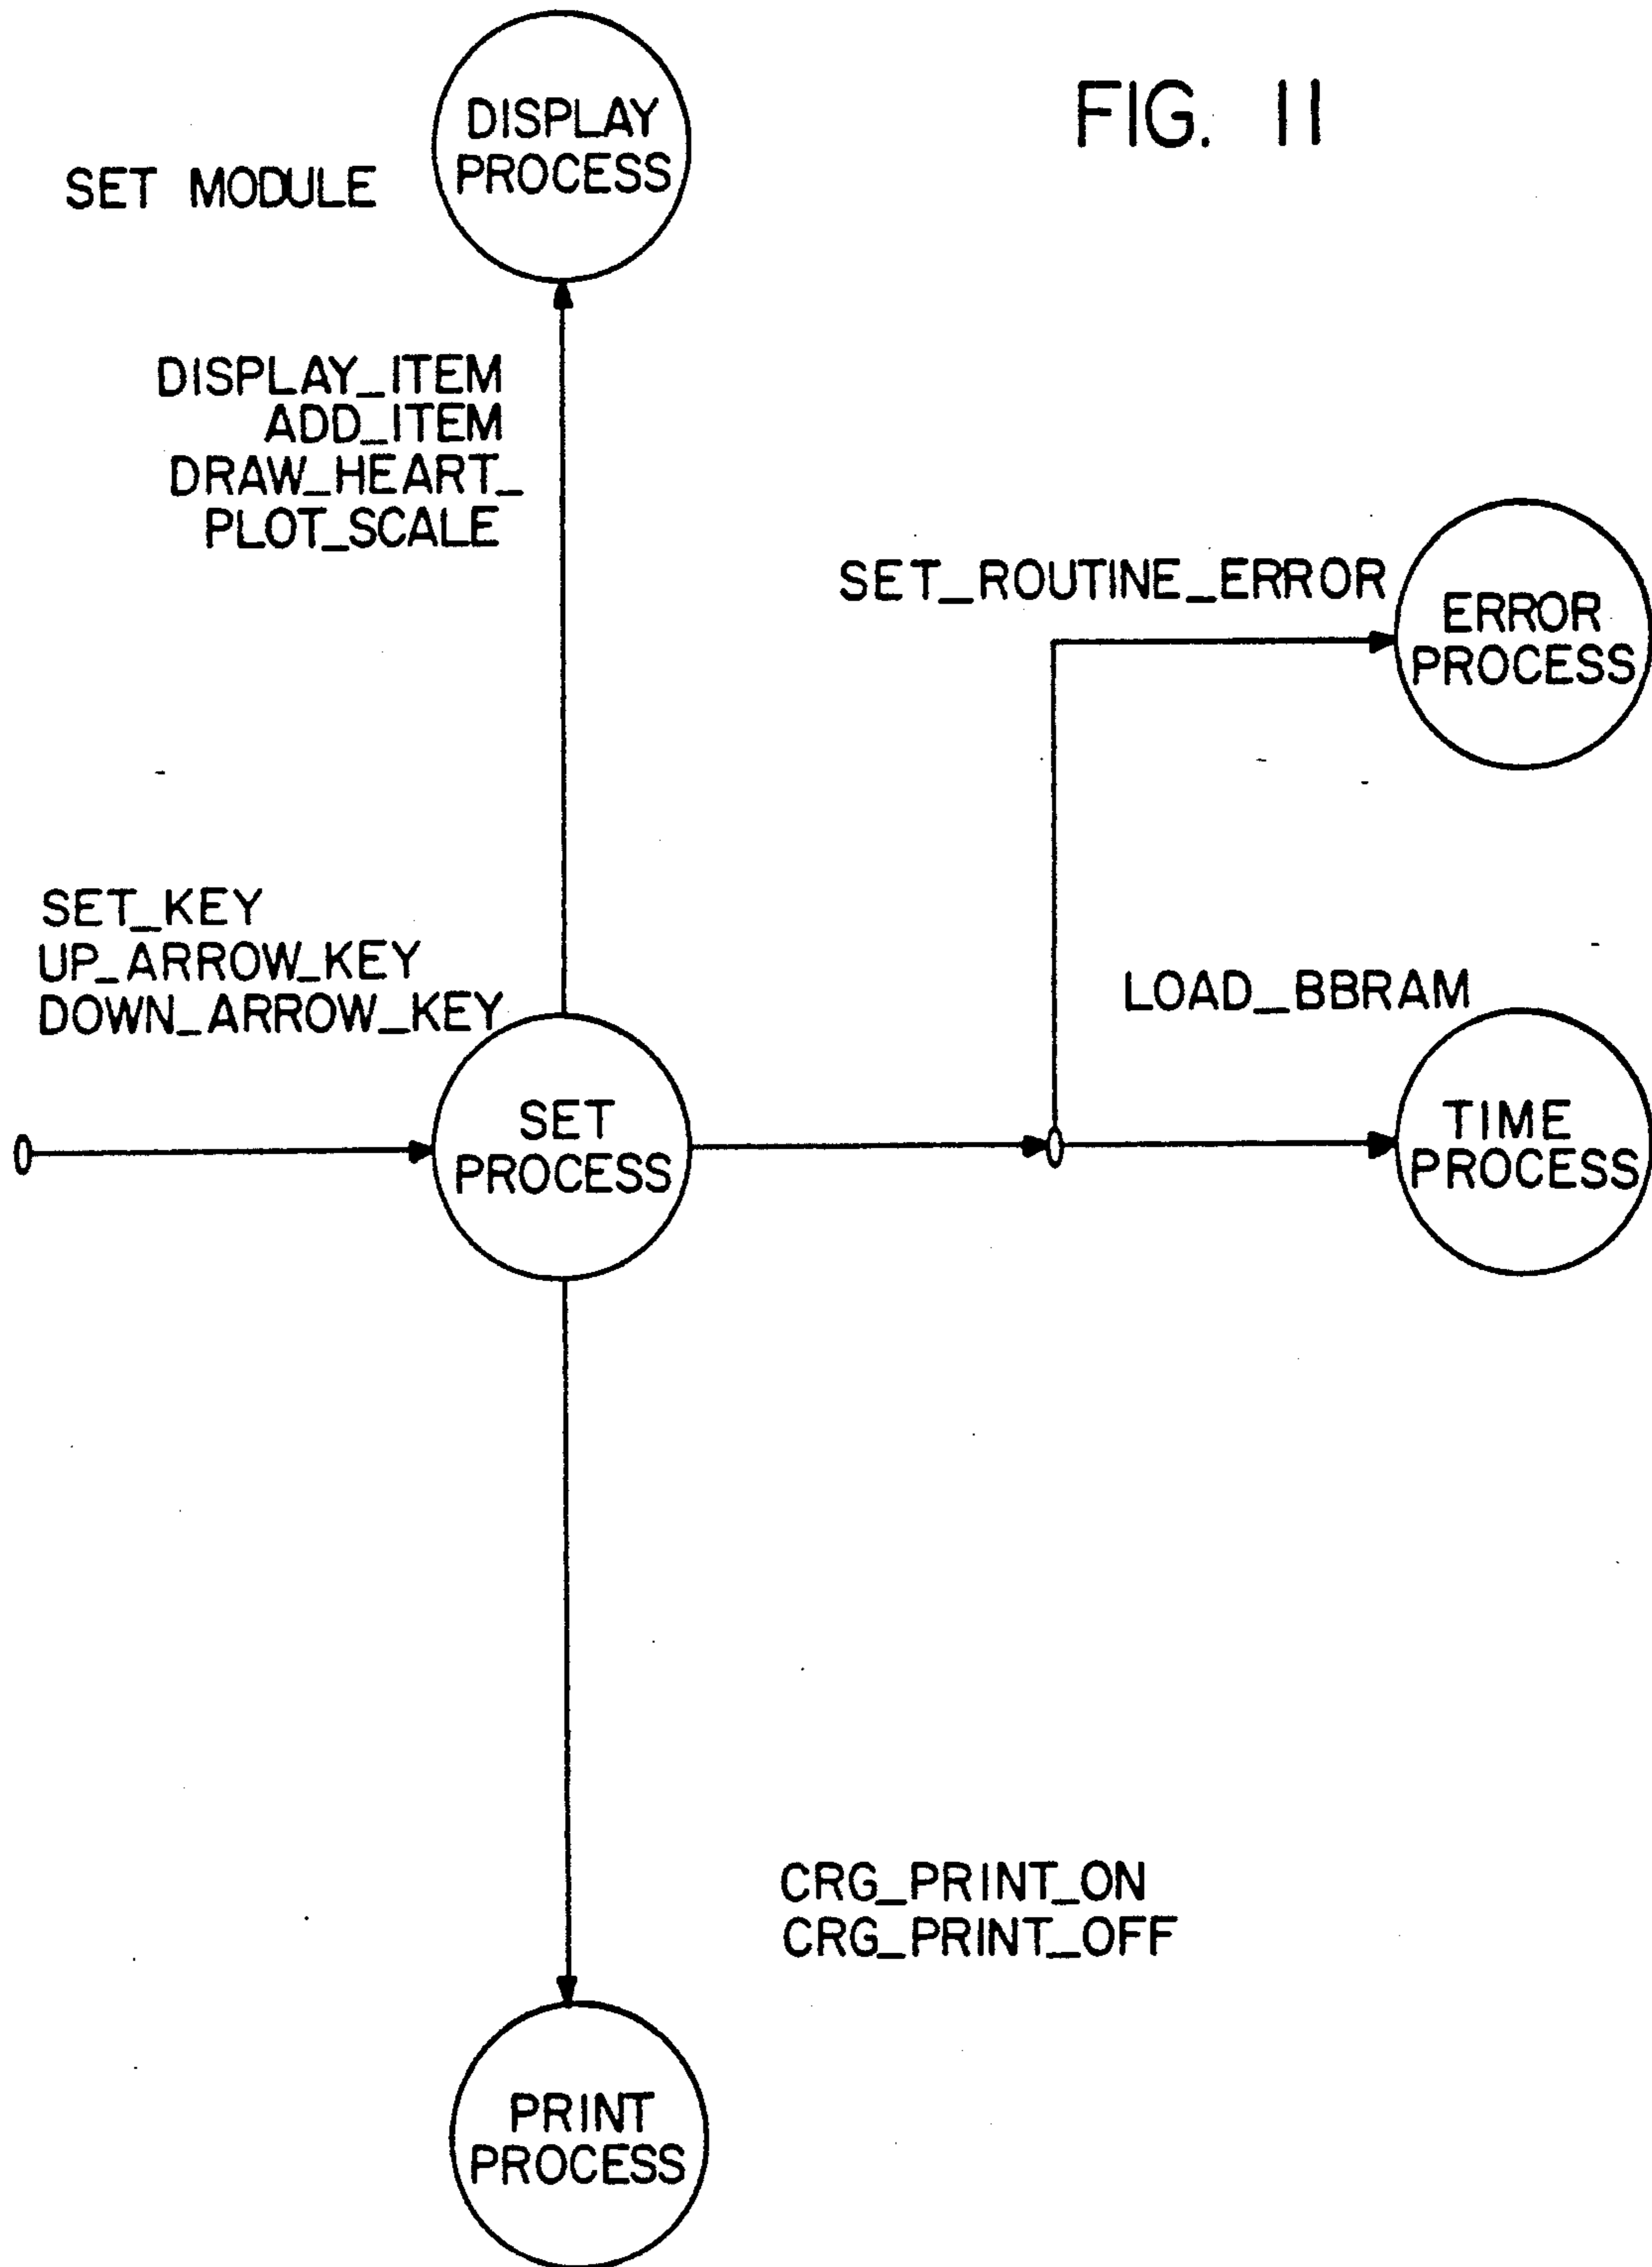 FIG. 11
DISPLAY
PROCESS
SET MODULE
DISPLAY_ITEM
ADD_ITEM
DRAW_HEART_
PLOT_SCALE
SET_ROUTINE_ERROR
ERROR
PROCESS
SET_KEY
UP_ARROW_KEY
DOWN_ARROW_KEY
LOAD_BBRAM
SET
PROCESS
TIME
PROCESS
CRG_PRINT_ON
CRG_PRINT_OFF
PRINT
PROCESS